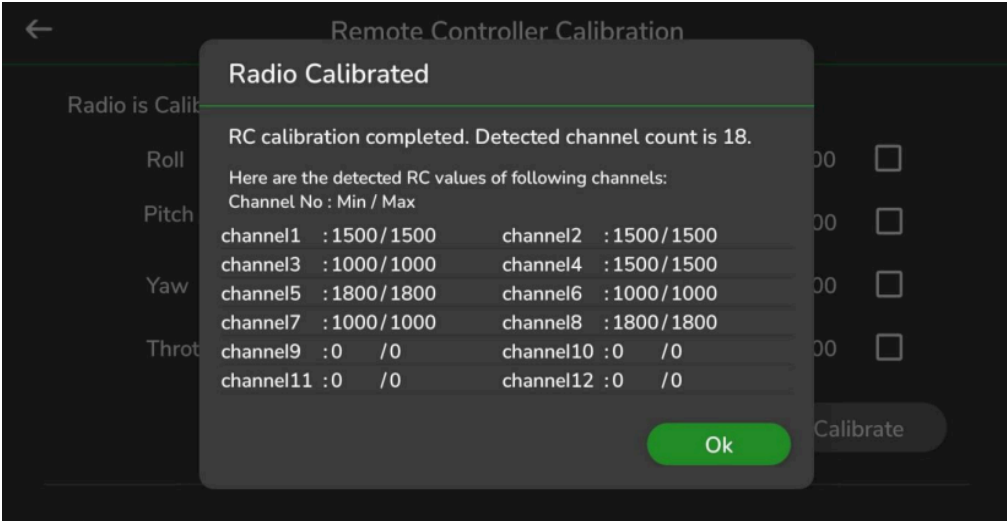 Remote Controller Calibration
Radio Calibrated
Radio is Calib
RC calibration completed. Detected channel count is 18.
Roll
00
Here are the detected RC values of following channels:
Channel No : Min / Max
Pitch
00
channel1 :1500/1500 channel2 :1500/1500
channel3 :1000/1000 channel4 :1500/1500
Yaw
00
channel5 :1800/1800 channel6 :1000/1000
channel7 :1000/1000 channel8 :1800/1800
Throt
00
channel9 :0 /0 channel10 :0 /0
channel11 :0 /0 channel12 :0 /0
Calibrate
Ok